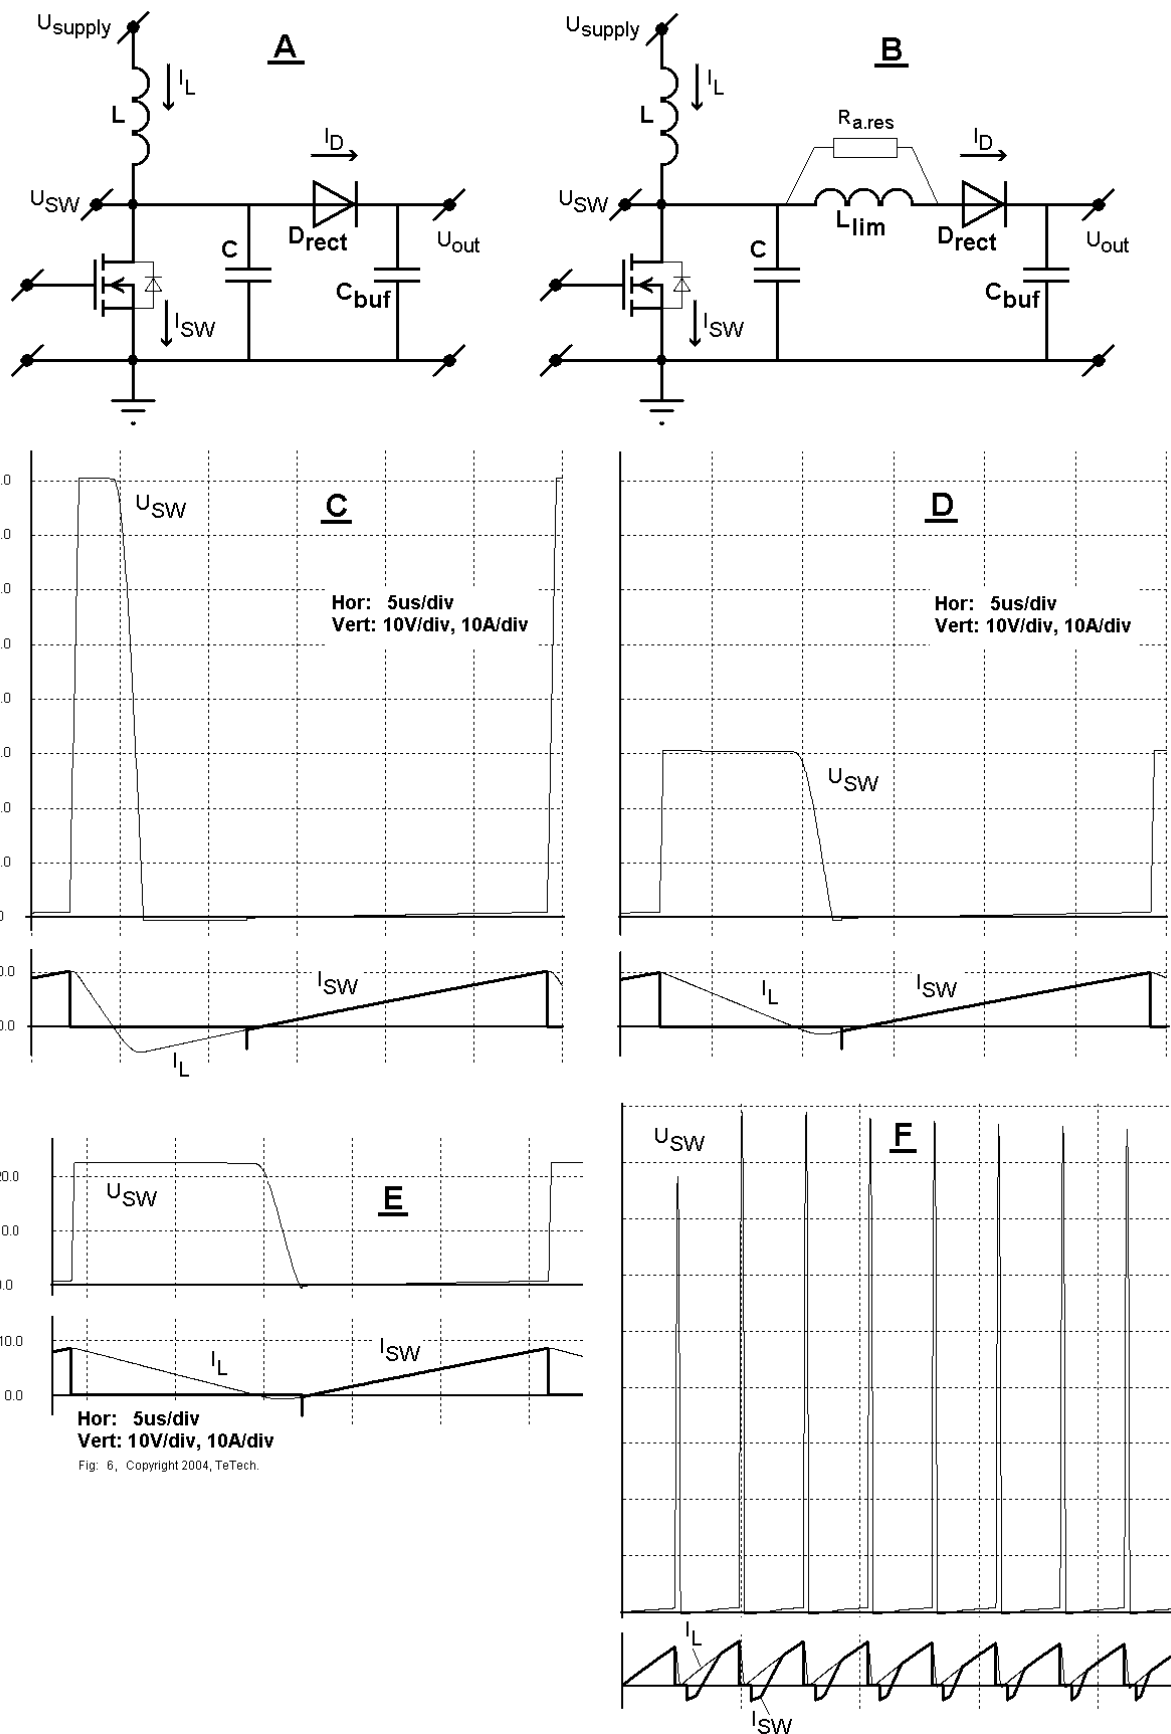 Usupply
A
IL
L
ID
USW
Drect
Uout
C
Cbuf
ISW
Usupply
B
IL
L
Ra.res
ID
USW
Llim
Drect
Uout
C
Cbuf
ISW
USW
C
Hor: 5us/div
Vert: 10V/div, 10A/div
ISW
IL
D
Hor: 5us/div
Vert: 10V/div, 10A/div
USW
IL
ISW
20.0
USW
E
0.0
0.0
10.0
IL
ISW
0.0
Hor: 5us/div
Vert: 10V/div, 10A/div
Fig: 6, Copyright 2004, TeTech.
USW
F
IL
ISW